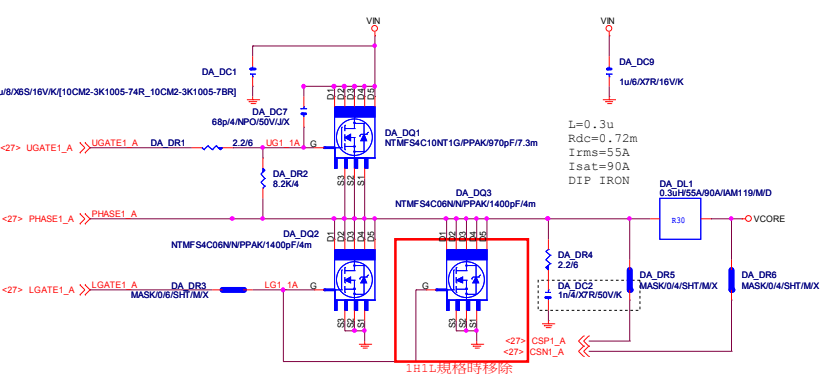 VIN
VIN
DA_DC1
u/8/X6S/16V/K/[10CM2-3K1005-74R_10CM2-3K1005-7BR]
DA_DC9
1u/6/X7R/16V/K
DA_DC7
68p/4/NPO/50V/J/X
D1 D2 D3 D4 D5
DA_DQ1
NTMFS4C10NT1G/PPAK/970pF/7.3m
L=0.3u
Rdc=0.72m
Irms=55A
Isat=90A
DIP IRON
<27> UGATE1_A UGATE1_A DA_DR1 2.2/6 UG1_1A G
S3 S2 S1
DA_DR2
8.2K/4
DA_DL1
0.3uH/55A/90A/IAM119/M/D
<27> PHASE1_A PHASE1_A
R30
VCORE
DA_DQ2
NTMFS4C06N/N/PPAK/1400pF/4m
D1 D2 D3 D4 D5
DA_DQ3
NTMFS4C06N/N/PPAK/1400pF/4m
D1 D2 D3 D4 D5
DA_DR4
2.2/6
DA_DC2
1n/4/X7R/50V/K
DA_DR5
MASK/0/4/SHT/M/X
DA_DR6
MASK/0/4/SHT/M/X
<27> LGATE1_A LGATE1_A DA_DR3 LG1_1A G
MASK/0/6/SHT/M/X
G
S3 S2 S1
S3 S2 S1
<27> CSP1_A
<27> CSN1_A
1H1L規格時移除